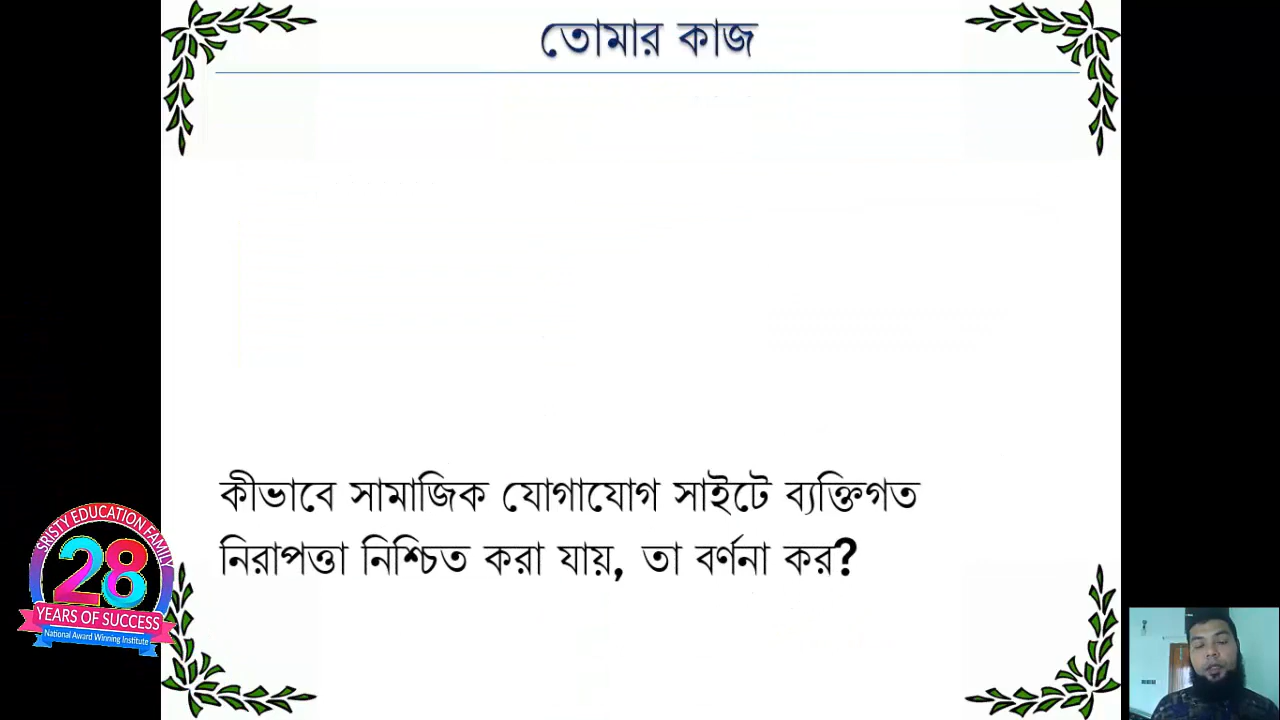 তোমার কাজ
কীভাবে সামাজিক যোগাযোগ সাইটে ব্যক্তিগত
নিরাপত্তা নিশ্চিত করা যায়, তা বর্ণনা কর?
SRISTY EDUCATION FAMILY
28
YEARS OF SUCCESS
National Award Winning Institute